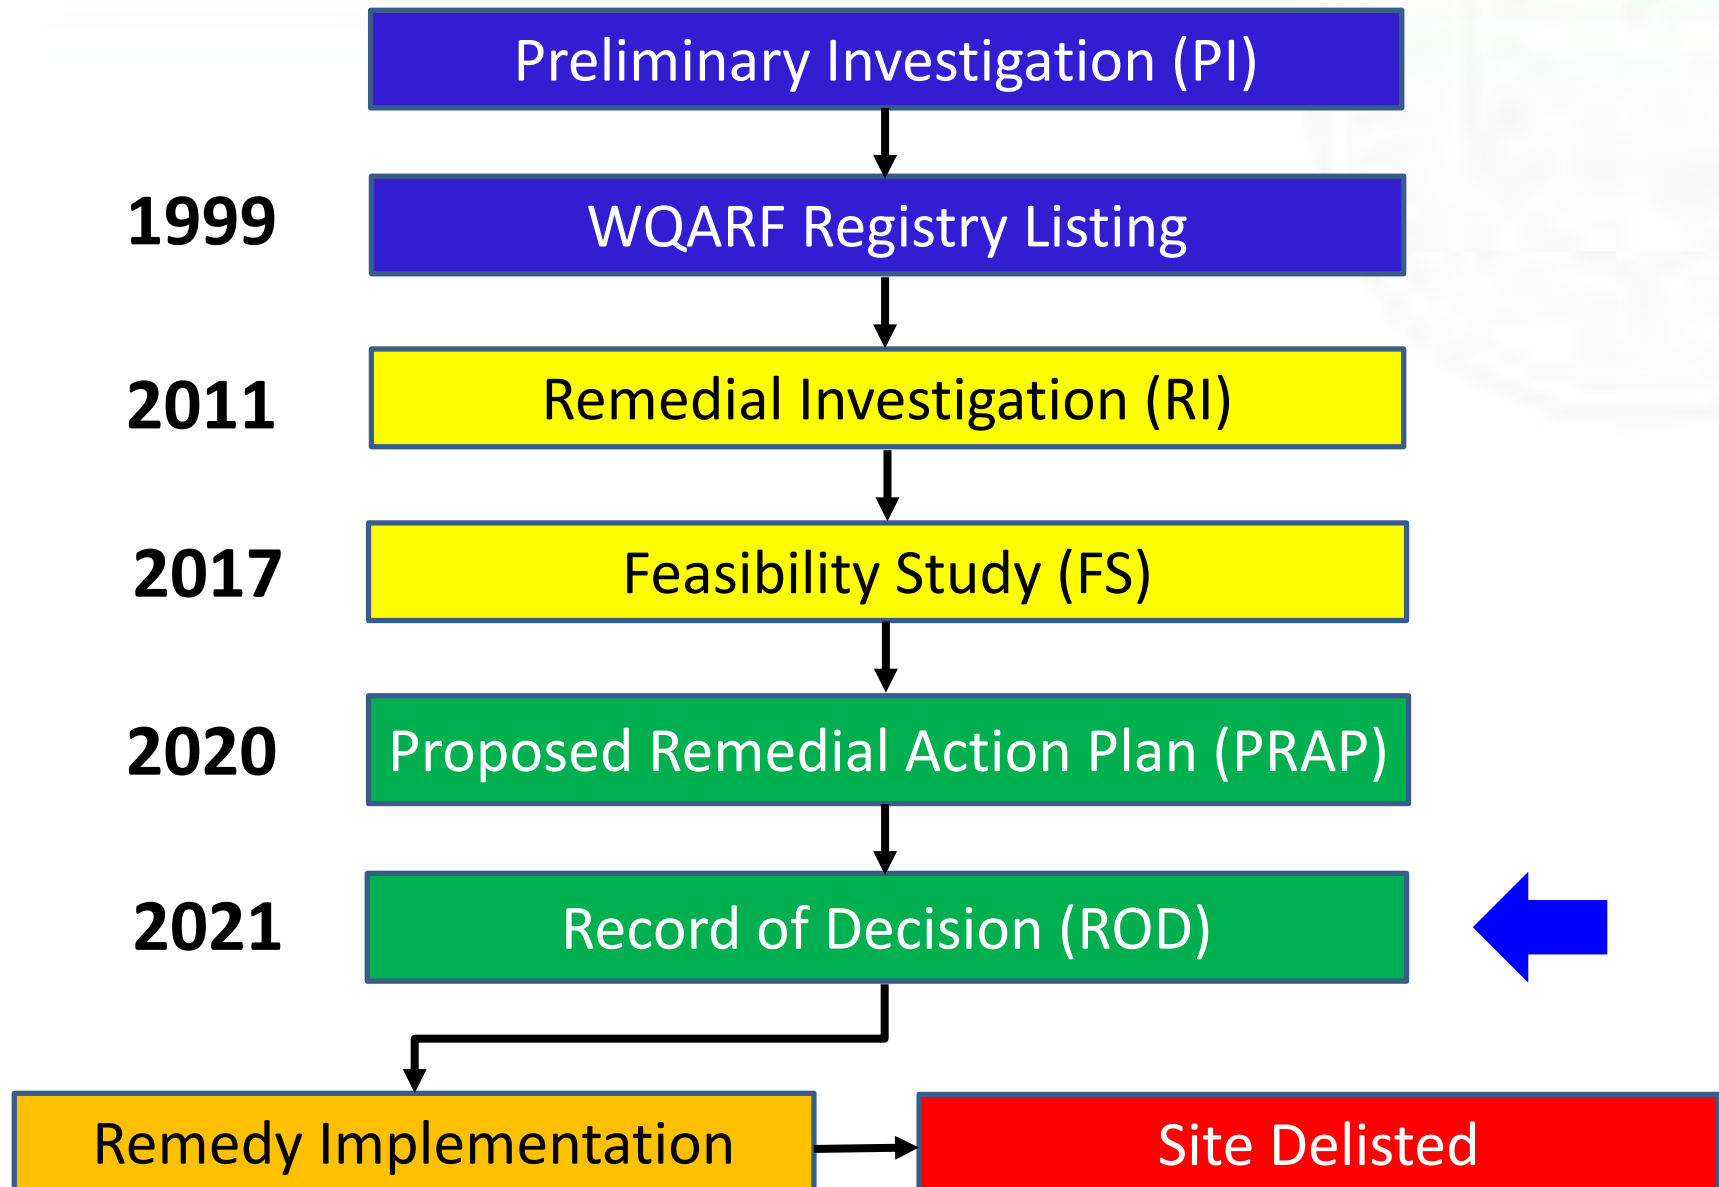 Preliminary Investigation (PI)
1999
WQARF Registry Listing
2011
Remedial Investigation (RI)
2017
Feasibility Study (FS)
2020
Proposed Remedial Action Plan (PRAP)
2021
Record of Decision (ROD)
Remedy Implementation
Site Delisted